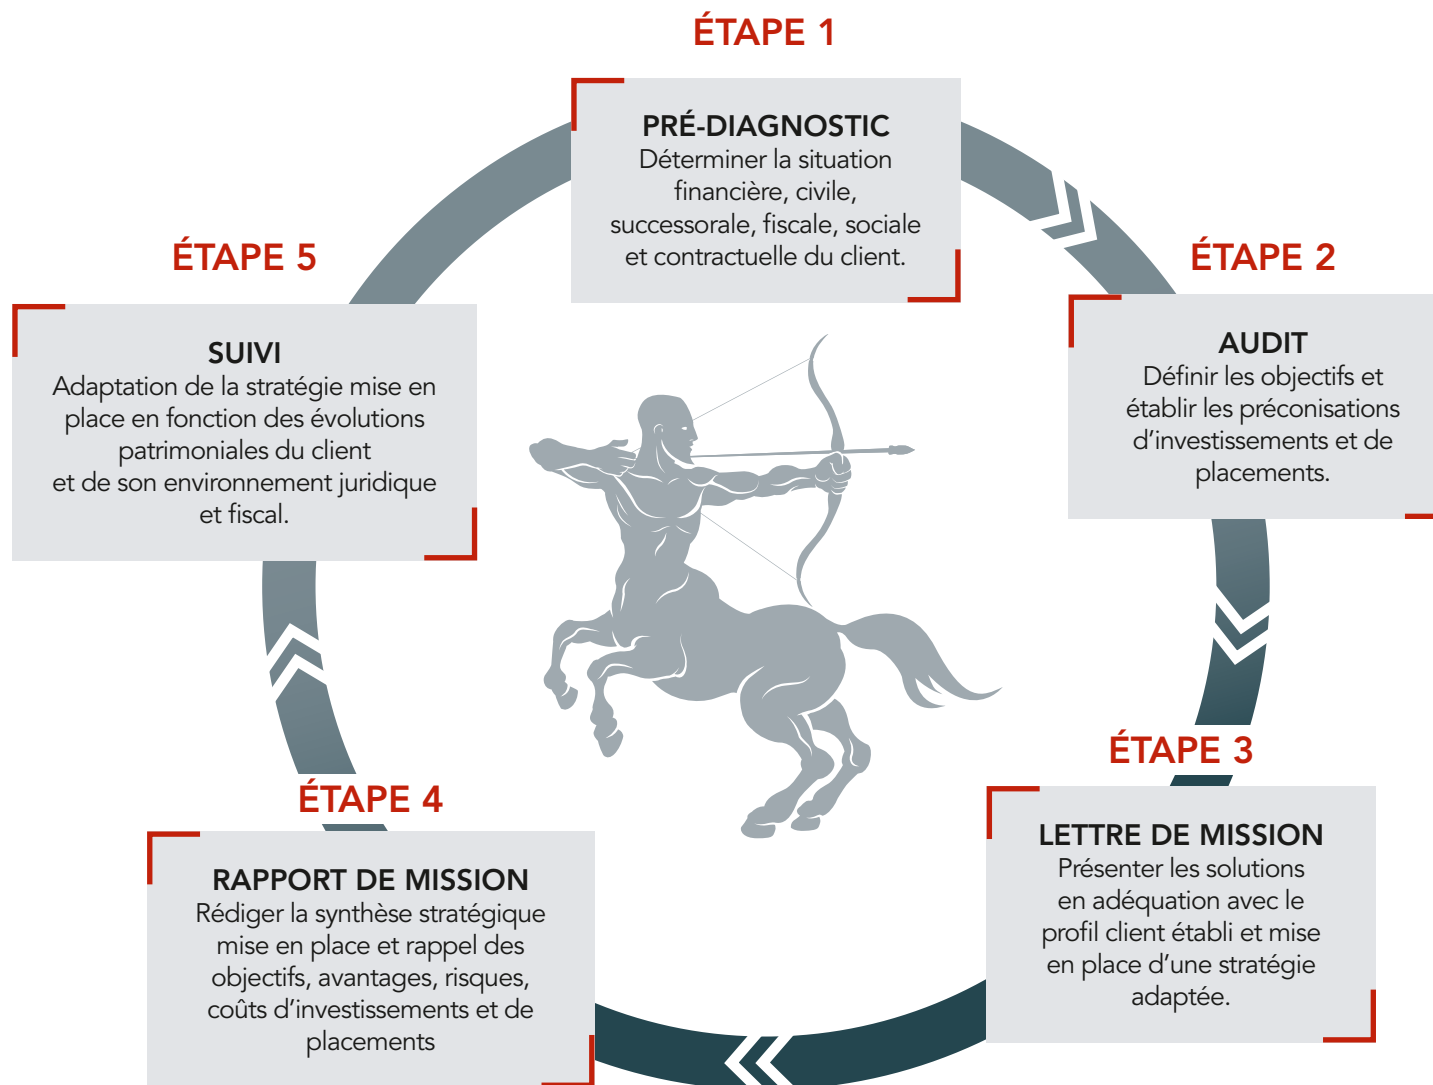 ÉTAPE 1
PRÉ-DIAGNOSTIC
Déterminer la situation
financière, civile,
successorale, fiscale, sociale
et contractuelle du client.
ÉTAPE 2
AUDIT
Définir les objectifs et
établir les préconisations
d’investissements et de
placements.
ÉTAPE 3
LETTRE DE MISSION
Présenter les solutions
en adéquation avec le
profil client établi et mise
en place d’une stratégie
adaptée.
ÉTAPE 4
RAPPORT DE MISSION
Rédiger la synthèse stratégique
mise en place et rappel des
objectifs, avantages, risques,
coûts d’investissements et de
placements
ÉTAPE 5
SUIVI
Adaptation de la stratégie mise en
place en fonction des évolutions
patrimoniales du client
et de son environnement juridique
et fiscal.